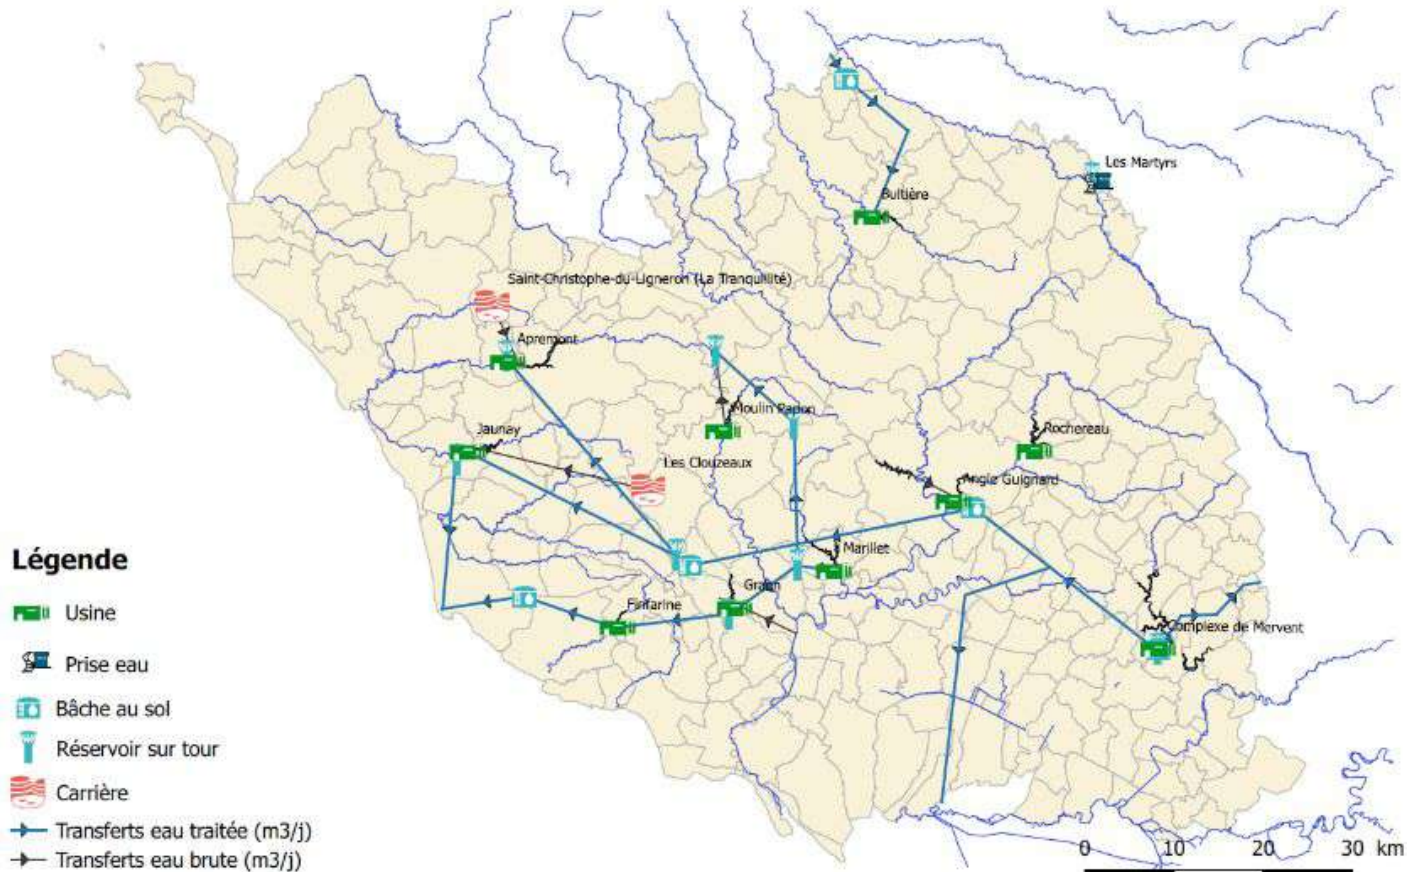 Les Martyrs
Bultière
Saint-Christophe-du-Ligneron (La Tranquillité)
Apremont
Moulin Papon
Jaunay
Rochereau
Les Clouzeaux
Angle Guignard
Marillet
Légende
Graon
Finfarine
Usine
Complexe de Mervent
Prise eau
Bâche au sol
Réservoir sur tour
Carrière
Transferts eau traitée (m3/j)
Transferts eau brute (m3/j)
0 10 20 30 km